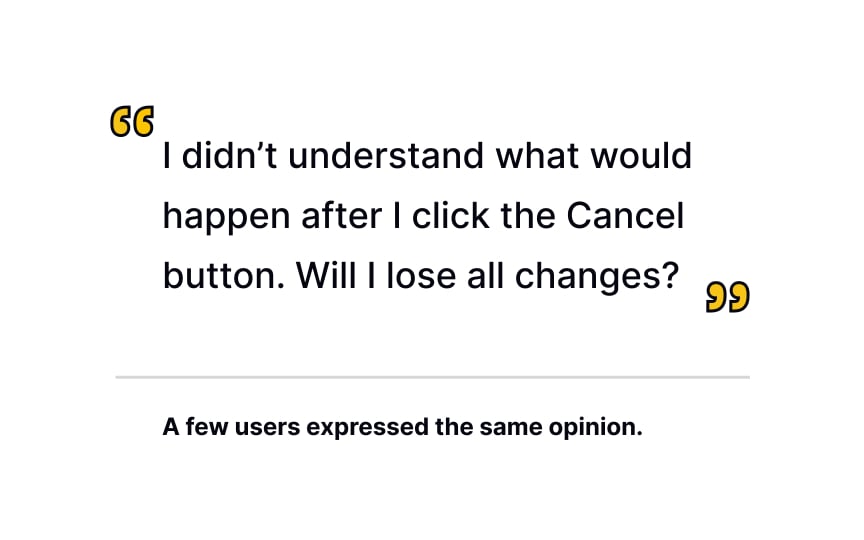 “
I didn’t understand what would
happen after I click the Cancel
button. Will I lose all changes?
”
A few users expressed the same opinion.